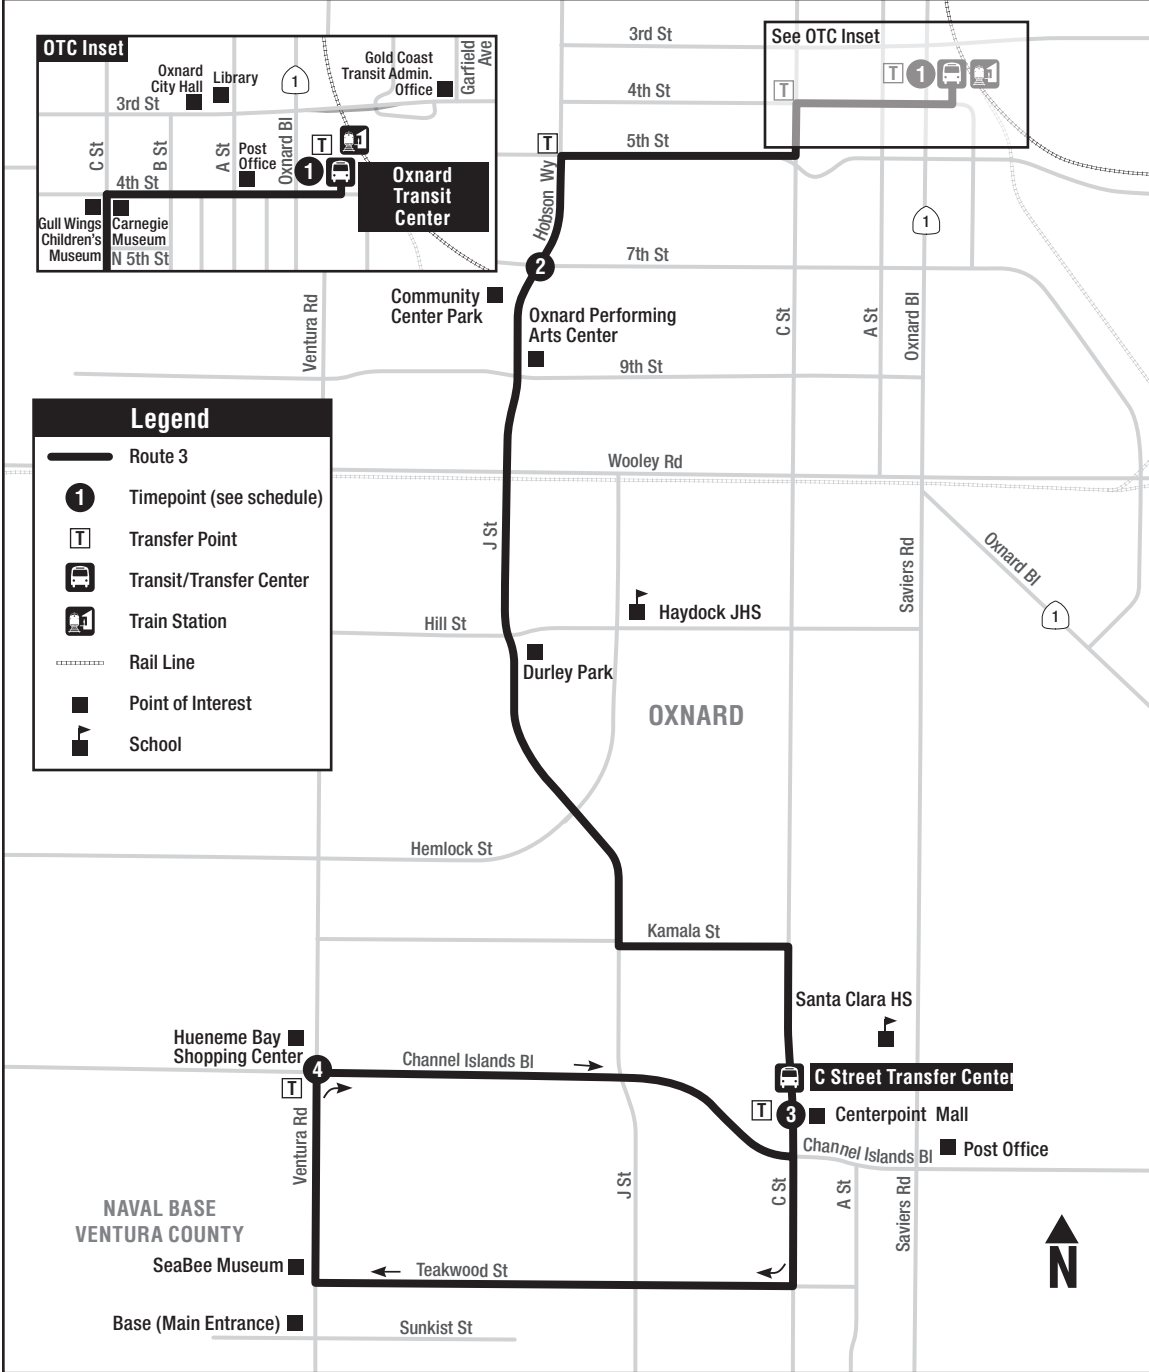 OTC Inset
Oxnard
City Hall
Library
3rd St
1
Gold Coast
Transit Admin.
Office
Garfield
Ave
C St
B St
A St
Post
Office
Oxnard Bl
T
1
4th St
Oxnard
Transit
Center
Gull Wings
Children's
Museum
Carnegie
Museum
N 5th St
3rd St
See OTC Inset
4th St
T
T
1
5th St
T
Hobson Wy
1
2
7th St
Community
Center Park
Oxnard Performing
Arts Center
Ventura Rd
C St
A St
Oxnard Bl
9th St
Legend
Route 3
1
Timepoint (see schedule)
T
Transfer Point
Transit/Transfer Center
Train Station
Rail Line
Point of Interest
School
Wooley Rd
J St
Saviers Rd
Oxnard Bl
1
Haydock JHS
Hill St
Durley Park
OXNARD
Hemlock St
Kamala St
Santa Clara HS
Hueneme Bay
Shopping Center
4
Channel Islands Bl
T
C Street Transfer Center
T
3
Centerpoint Mall
Channel Islands Bl
Post Office
Ventura Rd
J St
C St
A St
Saviers Rd
NAVAL BASE
VENTURA COUNTY
SeaBee Museum
Teakwood St
N
Base (Main Entrance)
Sunkist St